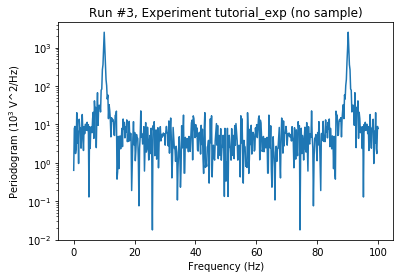 Run #3, Experiment tutorial_exp (no sample)
Periodogram (10³ V^2/Hz)
10³
10²
10¹
10⁰
10⁻¹
10⁻²
0 20 40 60 80 100
Frequency (Hz)